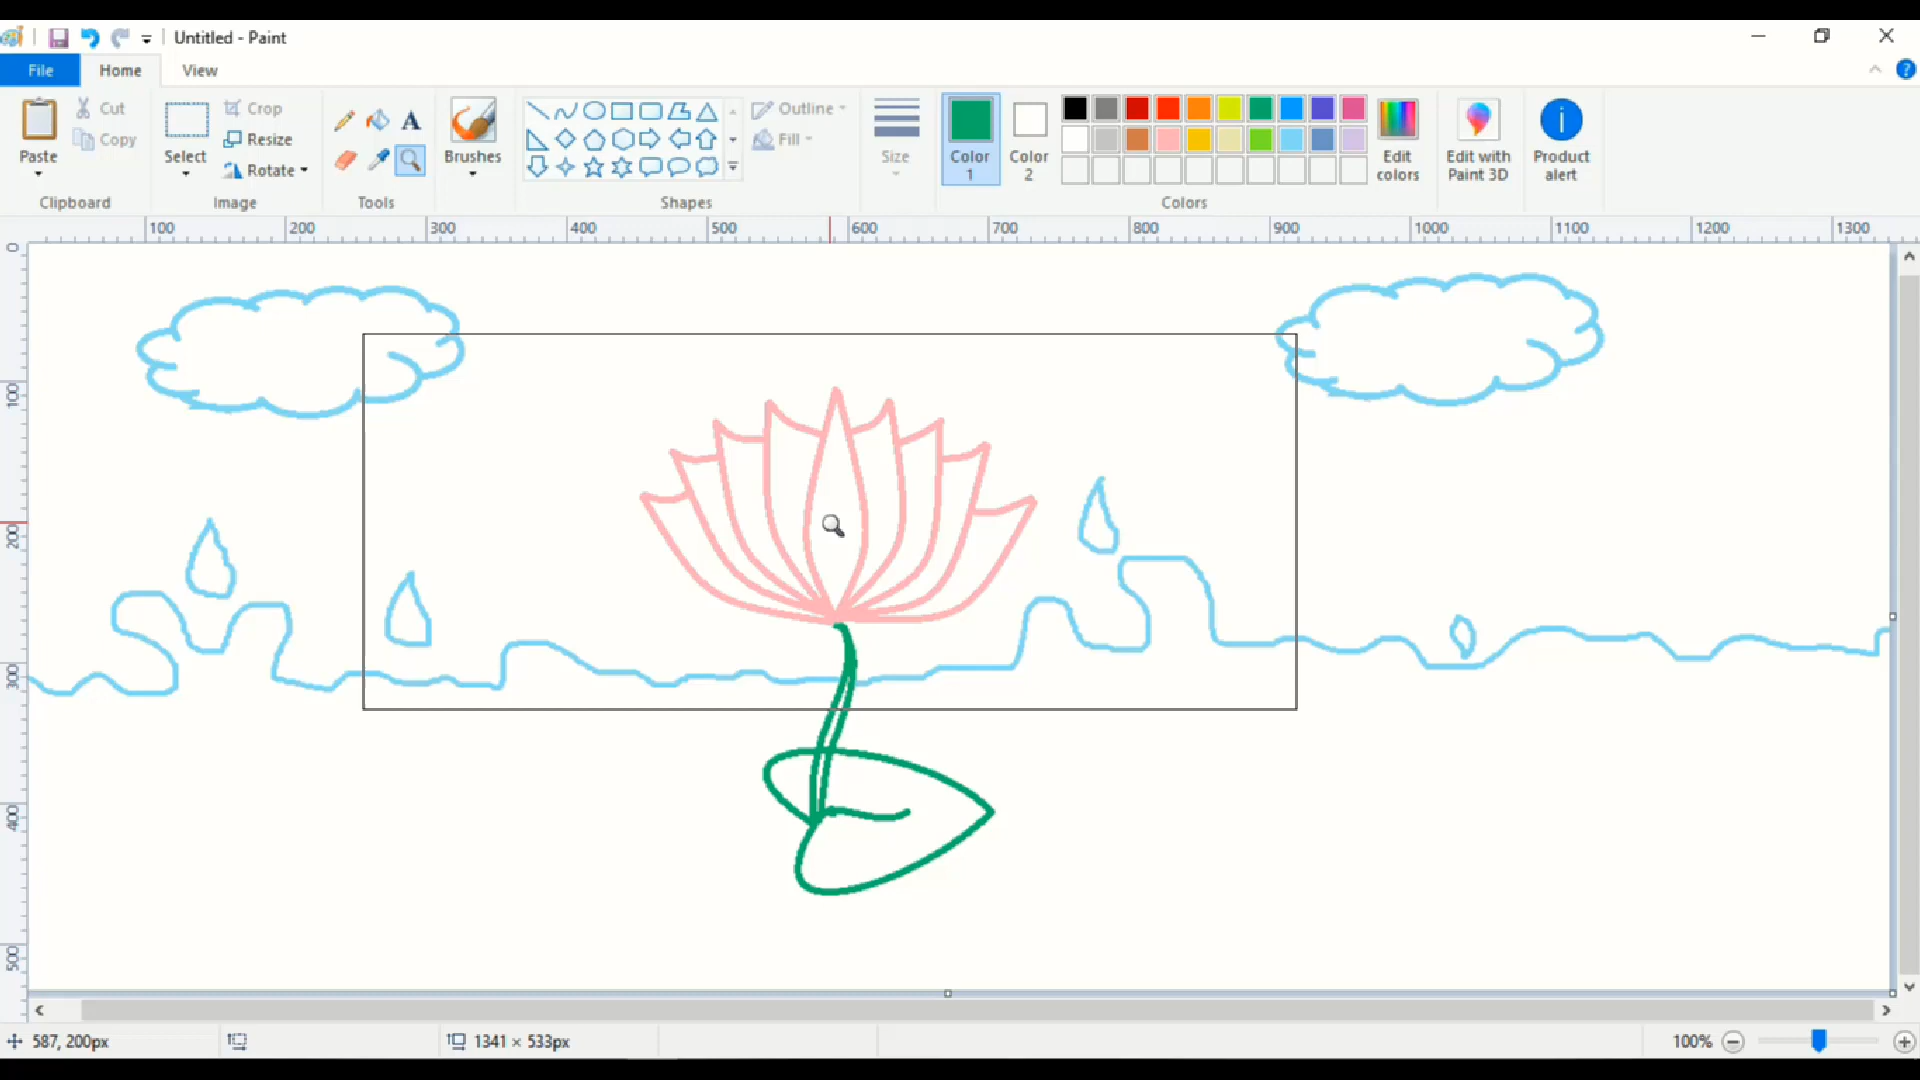 Untitled - Paint
File Home View
Paste
Cut
Copy
Clipboard
Select
Crop
Resize
Rotate
Image
A
Tools
Brushes
Shapes
Outline
Fill
Size
Color
1
Color
2
Colors
Edit
colors
Edit with
Paint 3D
Product
alert
100 200 300 400 500 600 700 800 900 1000 1100 1200 1300
0
100
200
300
400
500
587, 200px
1341 × 533px
100%